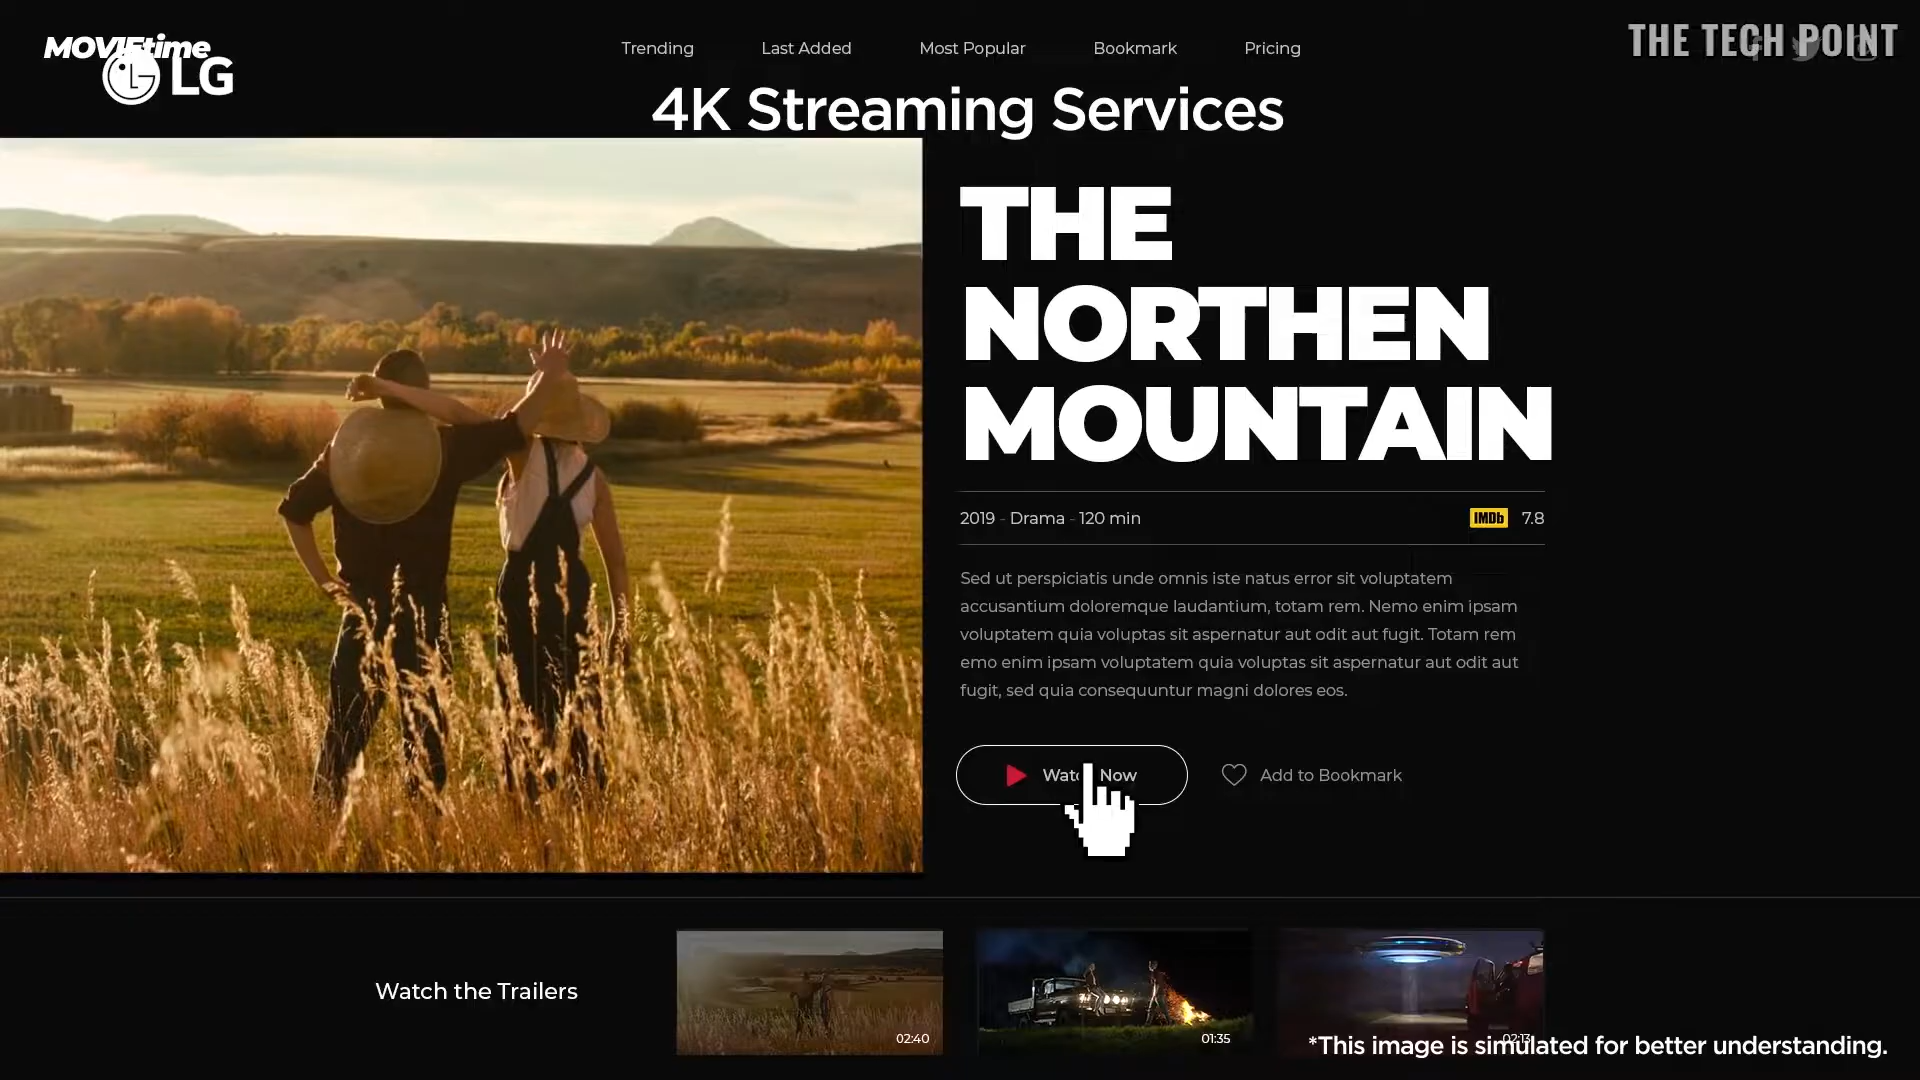 MOVIEtime
LG
Trending
Last Added
Most Popular
Bookmark
Pricing
THE TECH POINT
4K Streaming Services
THE
NORTHEN
MOUNTAIN
2019 - Drama - 120 min
IMDb 7.8
Sed ut perspiciatis unde omnis iste natus error sit voluptatem
accusantium doloremque laudantium, totam rem. Nemo enim ipsam
voluptatem quia voluptas sit aspernatur aut odit aut fugit. Totam rem
emo enim ipsam voluptatem quia voluptas sit aspernatur aut odit aut
fugit, sed quia consequuntur magni dolores eos.
Watch Now
Add to Bookmark
Watch the Trailers
02:40
01:35
02:13
*This image is simulated for better understanding.